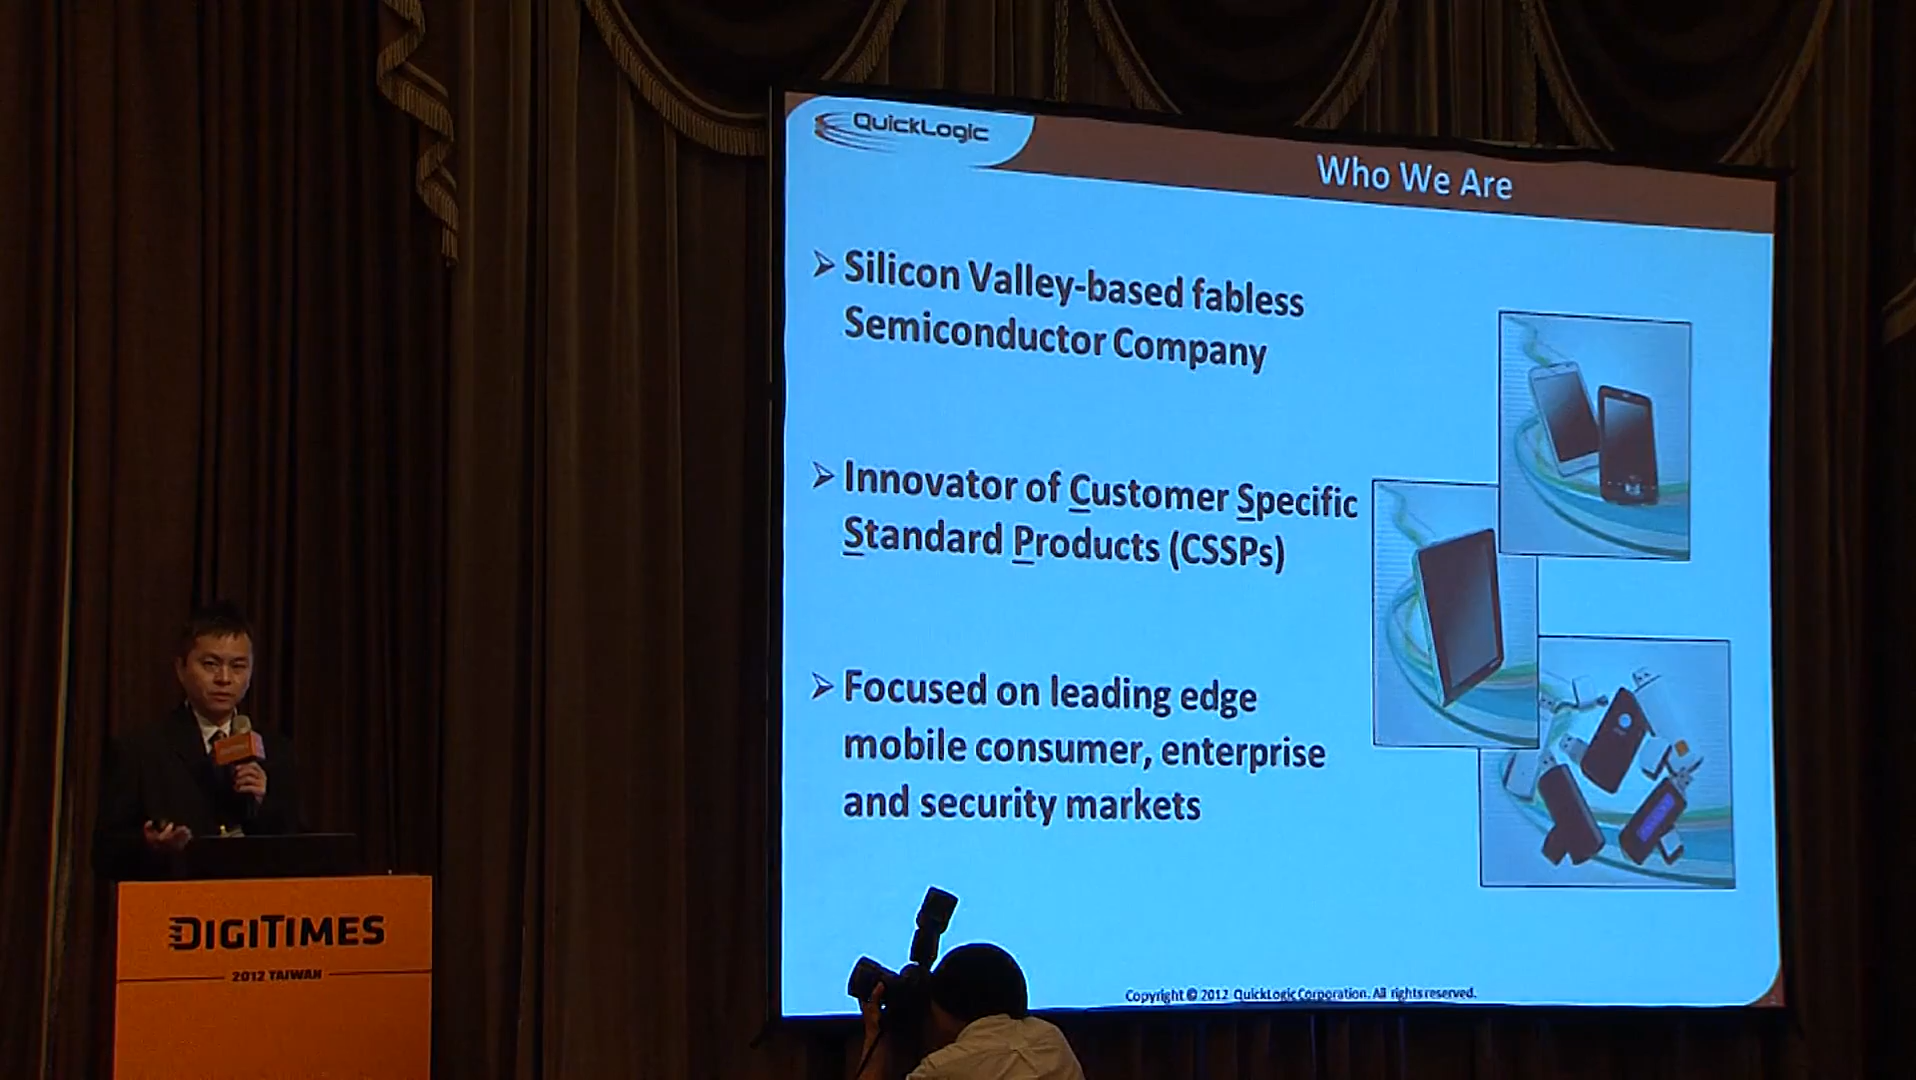 QuickLogic
Who We Are
➢ Silicon Valley-based fabless
Semiconductor Company
➢ Innovator of Customer Specific
Standard Products (CSSPs)
➢ Focused on leading edge
mobile consumer, enterprise
and security markets
Copyright © 2012 QuickLogic Corporation. All rights reserved.
DIGITIMES
2012 TAIWAN